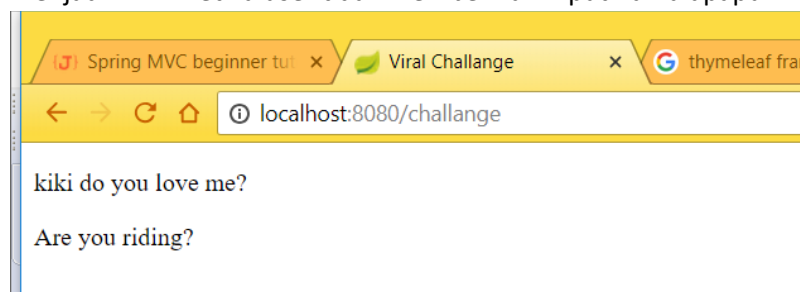 Spring MVC beginner tut
Viral Challange
thymeleaf fra
localhost:8080/challange
kiki do you love me?
Are you riding?